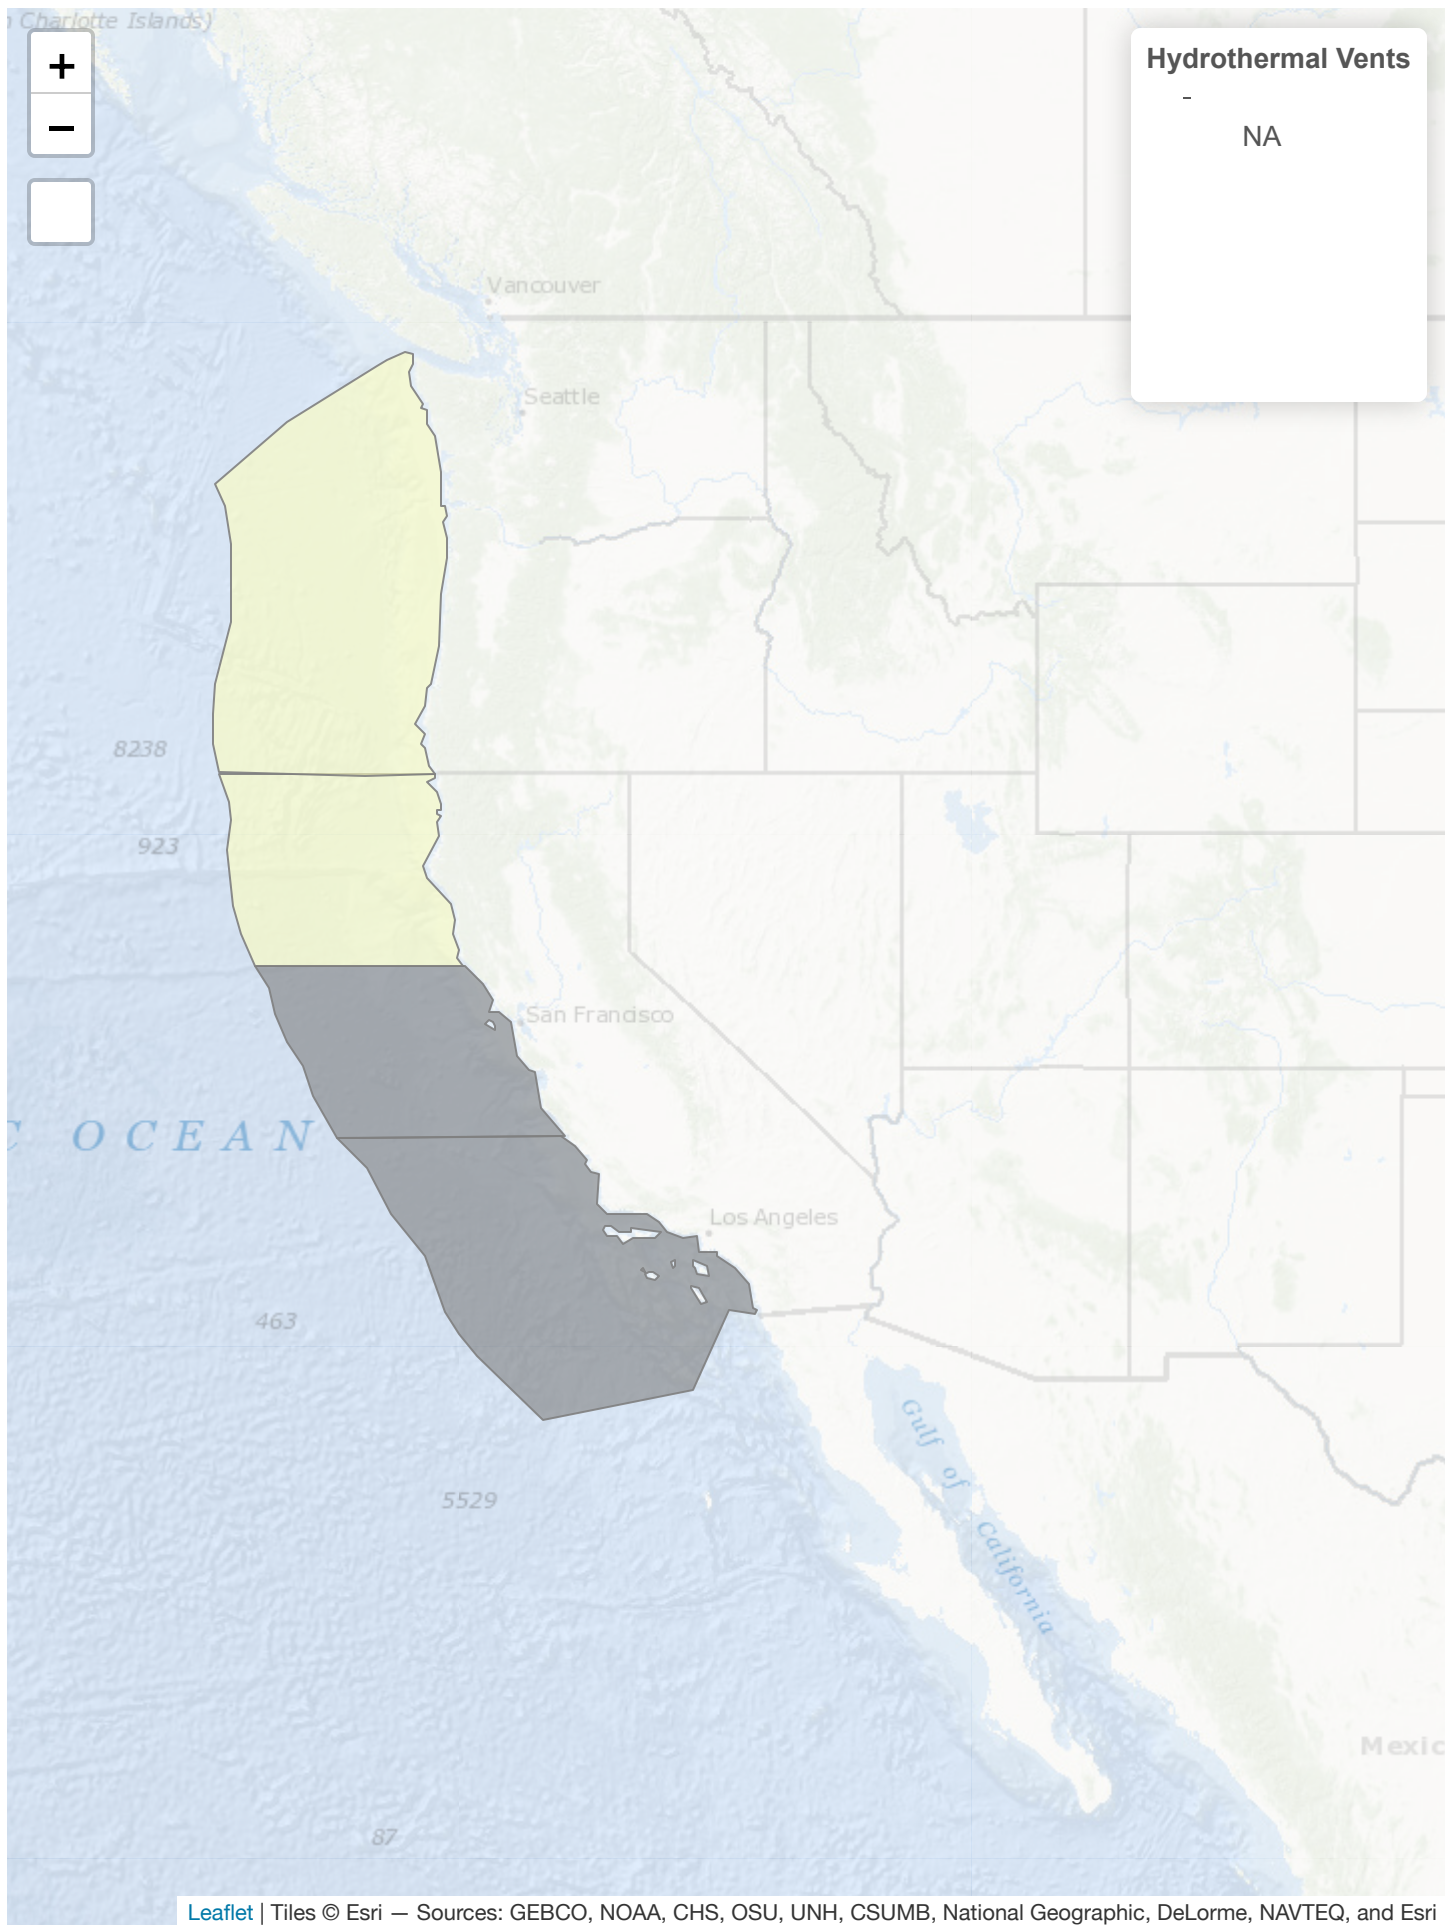 Charlotte Islands)
+
−
Hydrothermal Vents
-
NA
Vancouver
Seattle
8238
923
San Francisco
OCEAN
Los Angeles
463
Gulf of California
5529
Mexic
87
Leaflet | Tiles © Esri — Sources: GEBCO, NOAA, CHS, OSU, UNH, CSUMB, National Geographic, DeLorme, NAVTEQ, and Esri